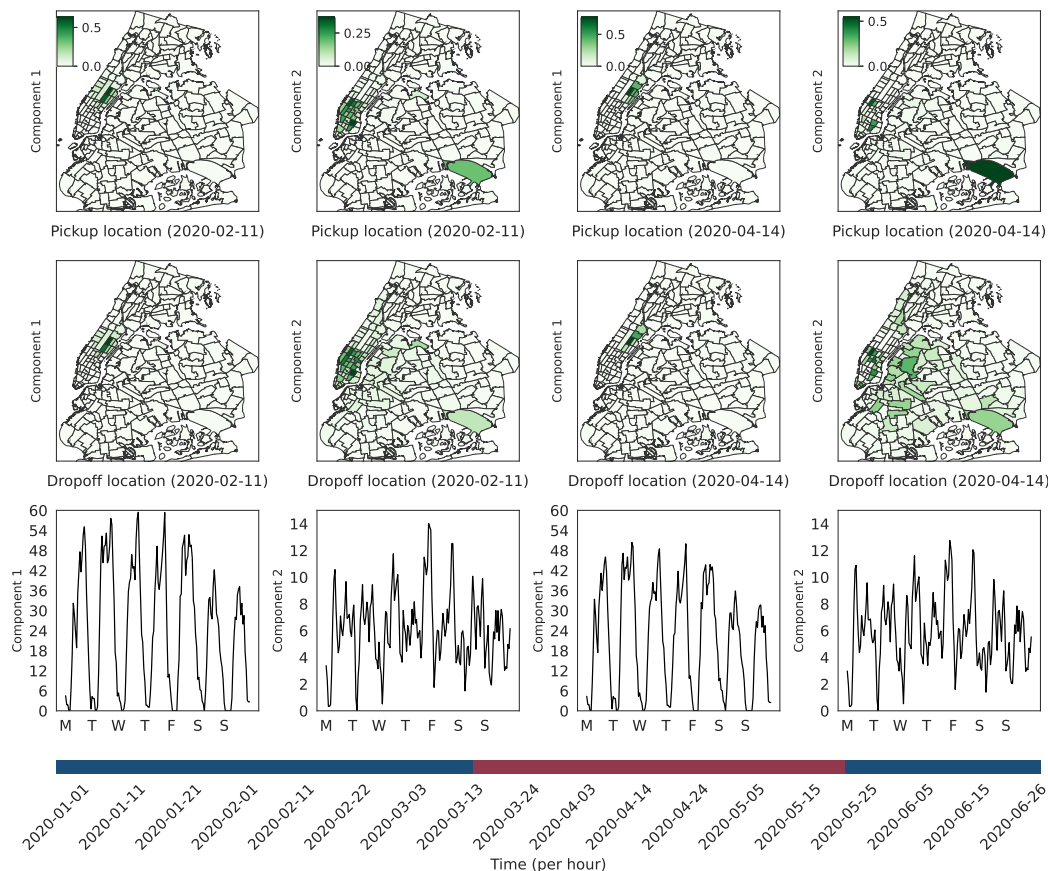 0.5
0.0
Component 1
Pickup location (2020-02-11)
0.25
0.00
Component 2
Pickup location (2020-02-11)
0.5
0.0
Component 1
Pickup location (2020-04-14)
0.5
0.0
Component 2
Pickup location (2020-04-14)
Component 1
Dropoff location (2020-02-11)
Component 2
Dropoff location (2020-02-11)
Component 1
Dropoff location (2020-04-14)
Component 2
Dropoff location (2020-04-14)
60
54
48
42
36
30
24
18
12
6
0
Component 1
M T W T F S S
14
12
10
8
6
4
2
0
Component 2
M T W T F S S
60
54
48
42
36
30
24
18
12
6
0
Component 1
M T W T F S S
14
12
10
8
6
4
2
0
Component 2
M T W T F S S
2020-01-01
2020-01-11
2020-01-21
2020-02-01
2020-02-11
2020-02-22
2020-03-03
2020-03-13
2020-03-24
2020-04-03
2020-04-14
2020-04-24
2020-05-05
2020-05-15
2020-05-25
2020-06-05
2020-06-15
2020-06-26
Time (per hour)